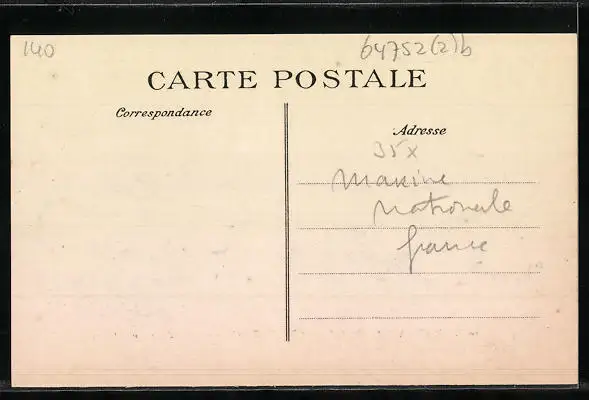 140
64752(2)b
CARTE POSTALE
Correspondance
Adresse
35x
Marine
Nationale
france